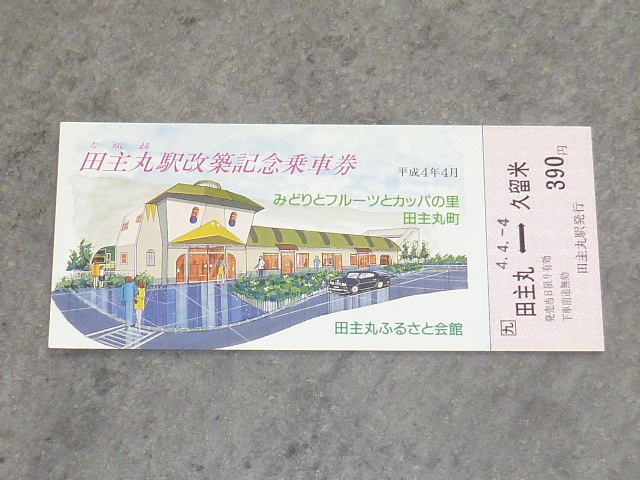 た ぬし まる
田主丸駅改築記念乗車券
平成4年4月
みどりとフルーツとカッパの里
田主丸町
田主丸ふるさと会館
4.4.-4
九 田主丸 ー 久留米 390円
発売当日限り有効
下車前途無効
田主丸駅発行